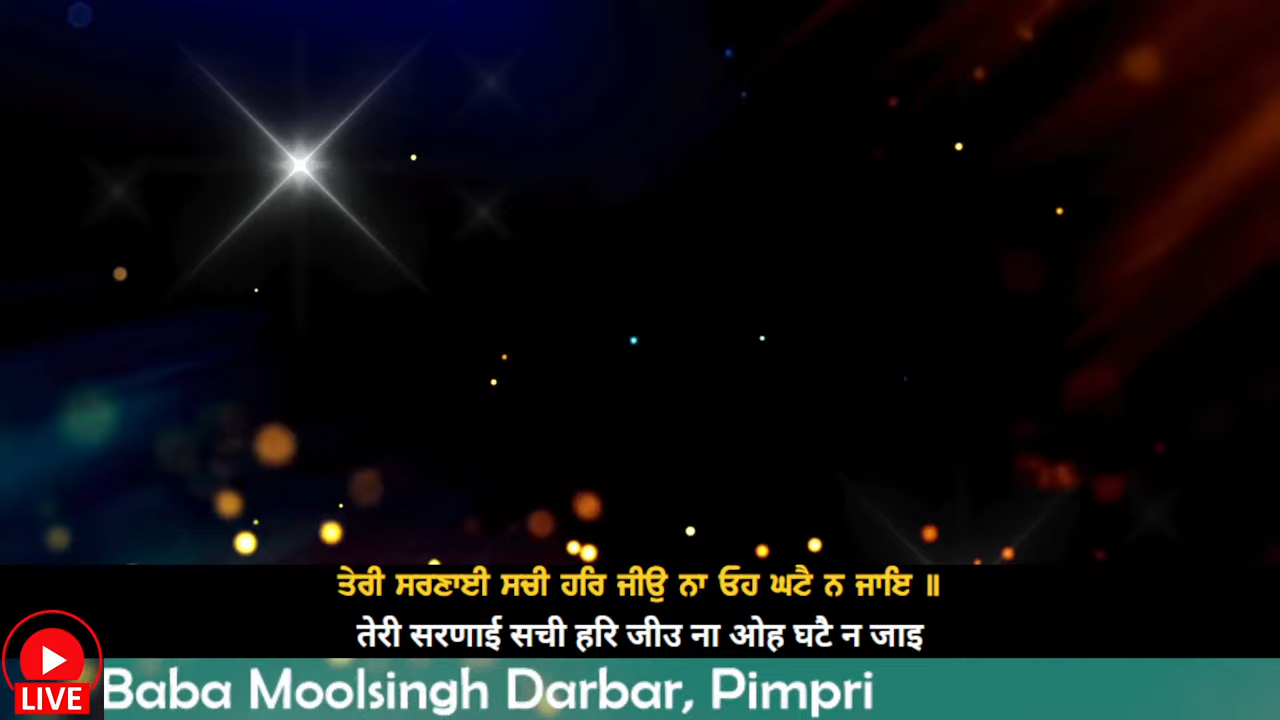 ਤੇਰੀ ਸਰਣਾਈ ਸਚੀ ਹਰਿ ਜੀਉ ਨਾ ਓਹ ਘਟੈ ਨ ਜਾਇ ॥
तेरी सरणाई सची हरि जीउ ना ओह घटै न जाइ
LIVE
Baba Moolsingh Darbar, Pimpri